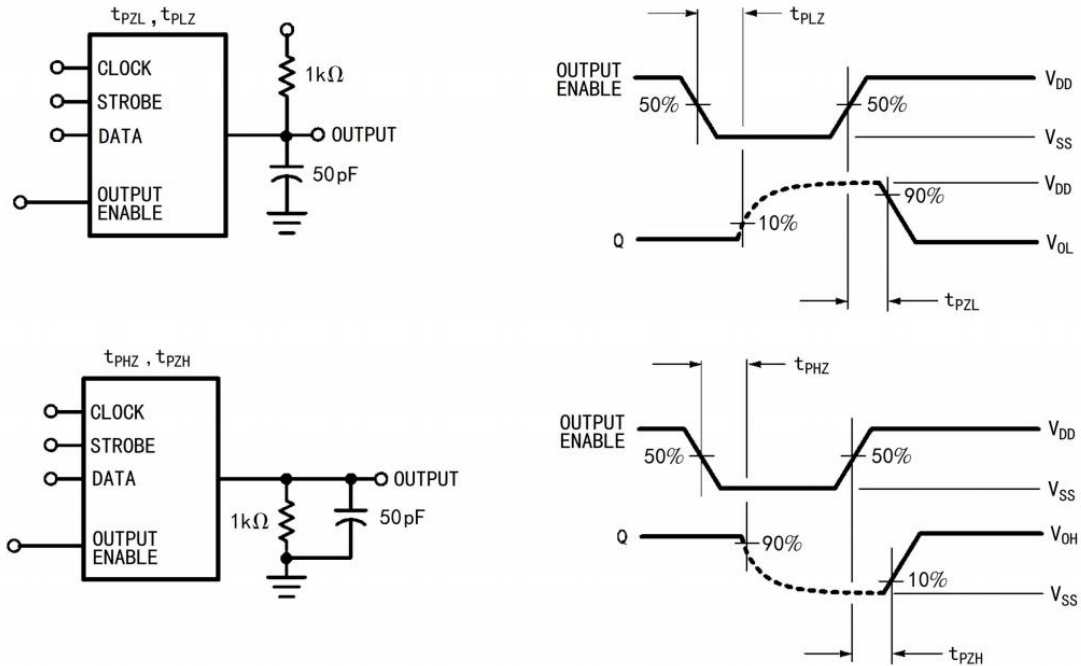 tPZL, tPLZ
CLOCK
STROBE
DATA
OUTPUT
ENABLE
1kΩ
OUTPUT
50pF
tPLZ
OUTPUT
ENABLE
50%
50%
VDD
VSS
Q
10%
90%
VDD
VOL
tPZL
tPHZ, tPZH
CLOCK
STROBE
DATA
OUTPUT
ENABLE
OUTPUT
1kΩ
50pF
tPHZ
OUTPUT
ENABLE
50%
50%
VDD
VSS
Q
90%
10%
VOH
VSS
tPZH